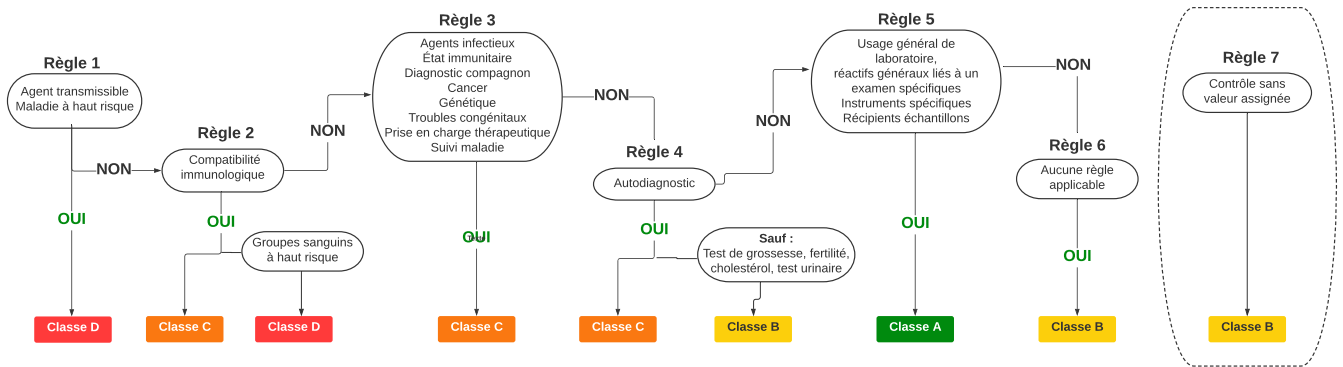 Règle 1
Agent transmissible
Maladie à haut risque
NON
OUI
Classe D
Règle 2
Compatibilité
immunologique
NON
OUI
Groupes sanguins
à haut risque
Classe C
Classe D
Règle 3
Agents infectieux
État immunitaire
Diagnostic compagnon
Cancer
Génétique
Troubles congénitaux
Prise en charge thérapeutique
Suivi maladie
NON
OUI
Classe C
Règle 4
Autodiagnostic
NON
OUI
Sauf :
Test de grossesse, fertilité,
cholestérol, test urinaire
Classe C
Classe B
Règle 5
Usage général de
laboratoire,
réactifs généraux liés à un
examen spécifiques
Instruments spécifiques
Récipients échantillons
NON
OUI
Classe A
Règle 6
Aucune règle
applicable
OUI
Classe B
Règle 7
Contrôle sans
valeur assignée
Classe B